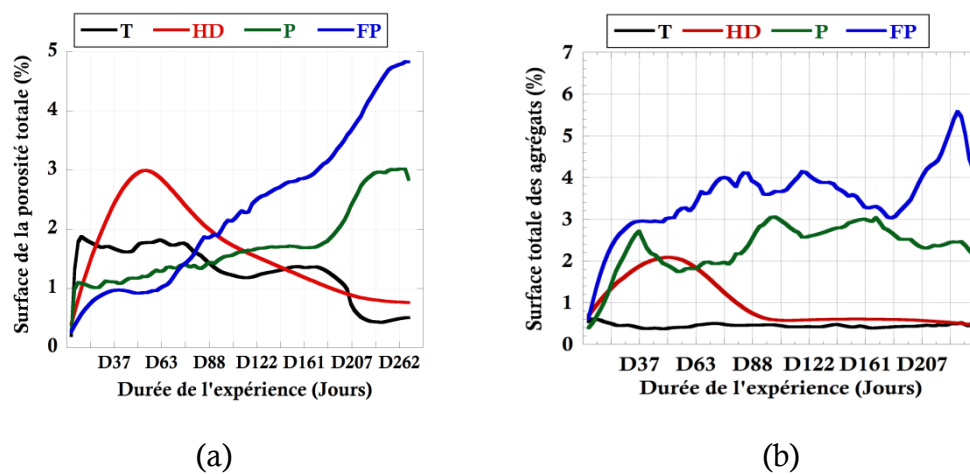 T HD P FP
Surface de la porosité totale (%)
5
4
3
2
1
0
D37 D63 D88 D122 D161 D207 D262
Durée de l'expérience (Jours)
(a)
T HD P FP
Surface totale des agrégats (%)
7
6
5
4
3
2
1
0
D37 D63 D88 D122 D161 D207
Durée de l'expérience (Jours)
(b)